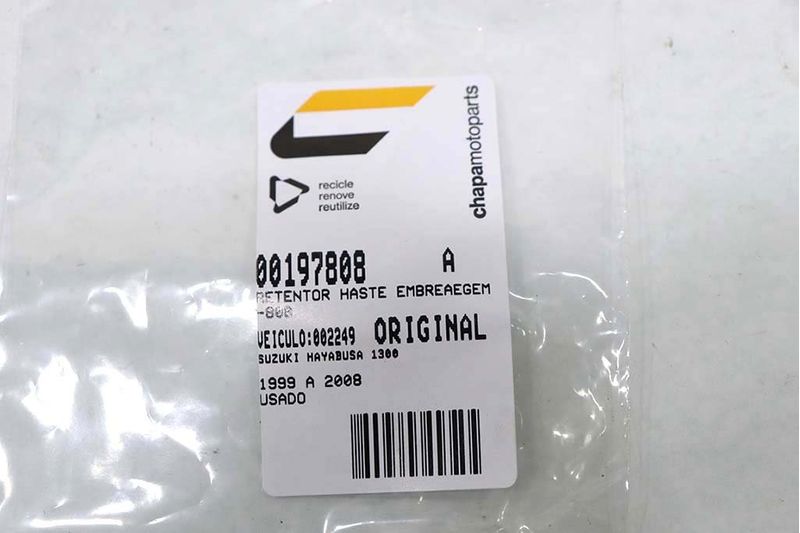 chapamotoparts
recicle
renove
reutilize
00197808 A
RETENTOR HASTE EMBREAEGEM
VEICULO:002249 ORIGINAL
SUZUKI HAYABUSA 1300
1999 A 2008
USADO